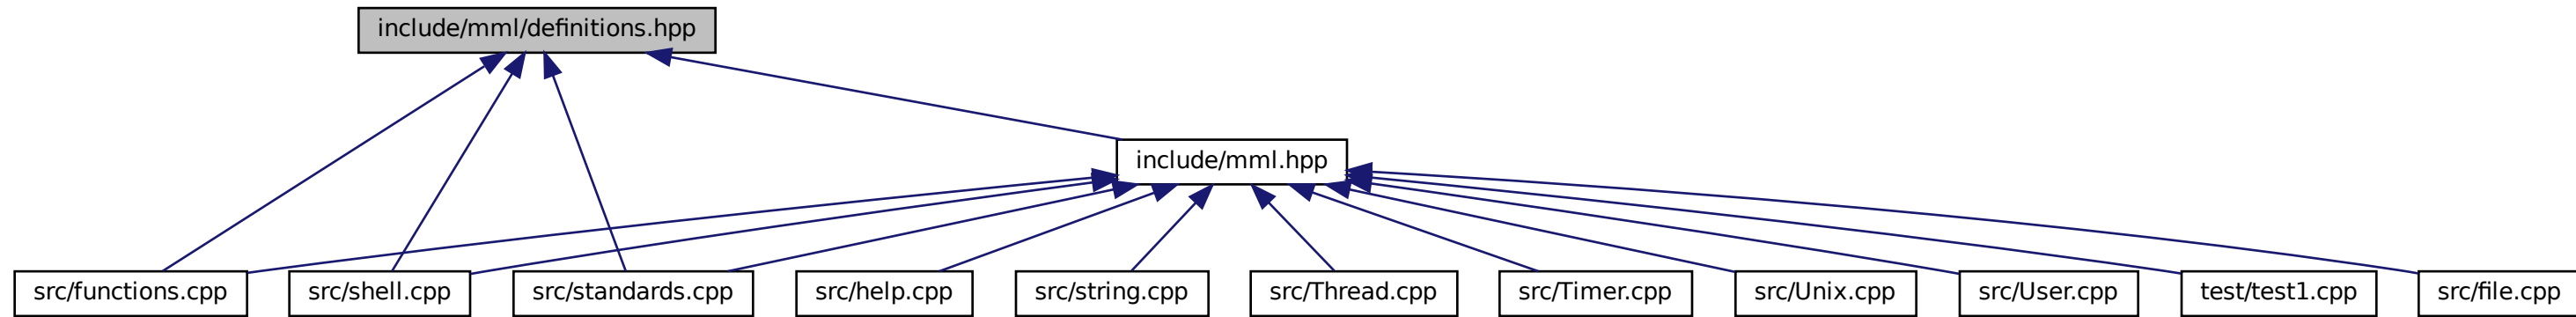 include/mml/definitions.hpp
include/mml.hpp
src/functions.cpp
src/shell.cpp
src/standards.cpp
src/help.cpp
src/string.cpp
src/Thread.cpp
src/Timer.cpp
src/Unix.cpp
src/User.cpp
test/test1.cpp
src/file.cpp